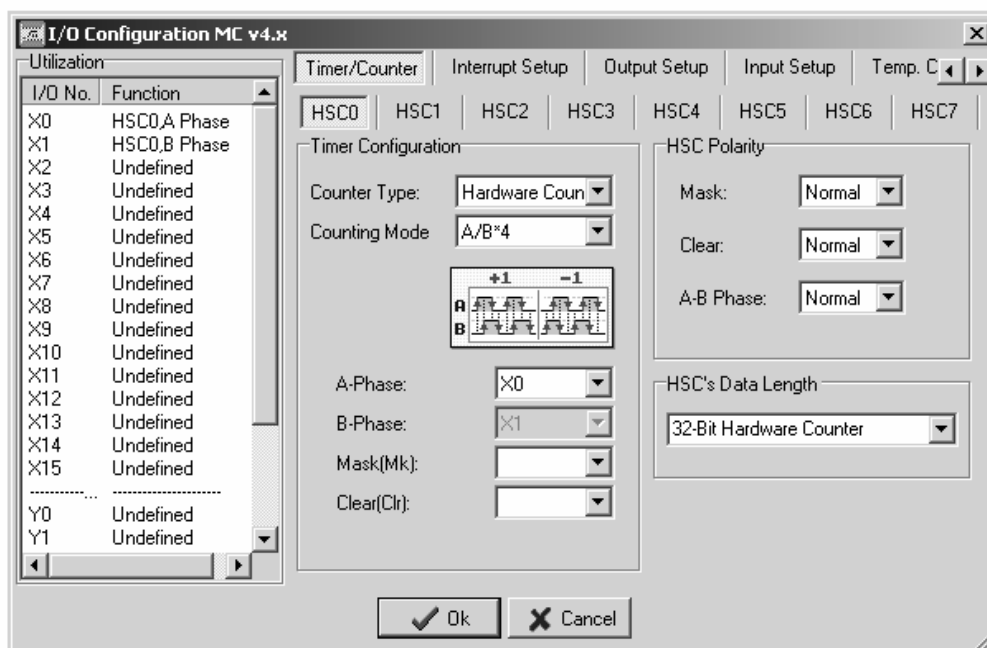 I/O Configuration MC v4.x
Utilization
I/O No. Function
X0 HSC0,A Phase
X1 HSC0,B Phase
X2 Undefined
X3 Undefined
X4 Undefined
X5 Undefined
X6 Undefined
X7 Undefined
X8 Undefined
X9 Undefined
X10 Undefined
X11 Undefined
X12 Undefined
X13 Undefined
X14 Undefined
X15 Undefined
-----------... ----------------------
Y0 Undefined
Y1 Undefined
Timer/Counter Interrupt Setup Output Setup Input Setup Temp. C
HSC0 HSC1 HSC2 HSC3 HSC4 HSC5 HSC6 HSC7
Timer Configuration
Counter Type: Hardware Coun
Counting Mode A/B*4
+1 -1
A
B
A-Phase: X0
B-Phase: X1
Mask(Mk):
Clear(Clr):
HSC Polarity
Mask: Normal
Clear: Normal
A-B Phase: Normal
HSC's Data Length
32-Bit Hardware Counter
Ok Cancel